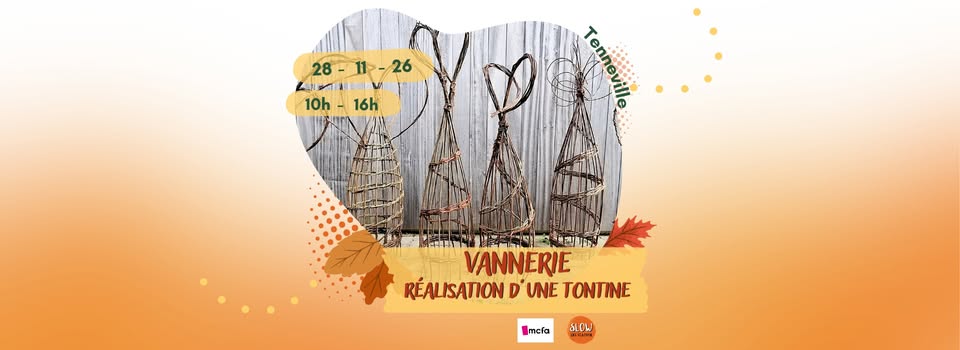 Tenneville
28 - 11 - 26
10h - 16h
VANNERIE
RÉALISATION D'UNE TONTINE
mcfa
SLOW